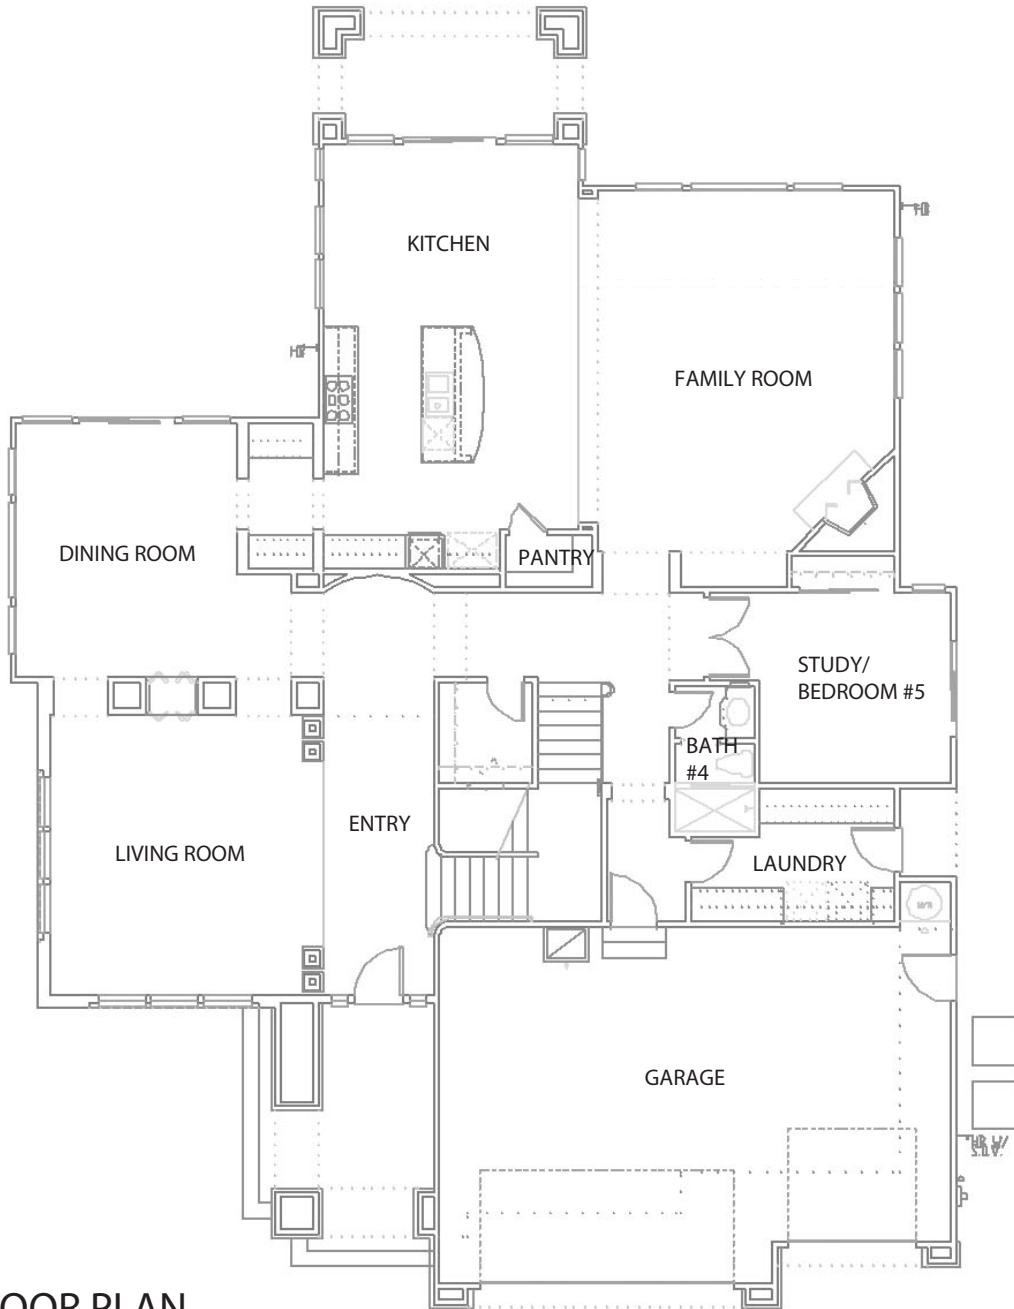 KITCHEN
FAMILY ROOM
DINING ROOM
PANTRY
STUDY/
BEDROOM #5
BATH
#4
ENTRY
LIVING ROOM
LAUNDRY
GARAGE
OOR PLAN